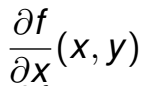 ∂f/∂x (x, y)